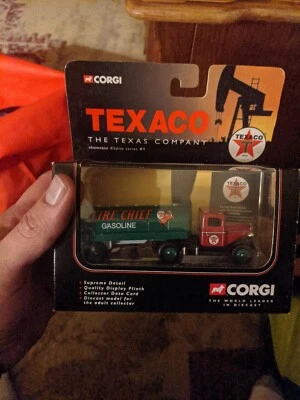 CORGI
TEXACO
THE TEXAS COMPANY
TEXACO
T
FIRE CHIEF
GASOLINE
• Supreme Detail
• Quality Display Plinth
• Collector Data Card
• Diecast model for
the adult collector
CORGI
THE WORLD LEADER
IN DIECAST